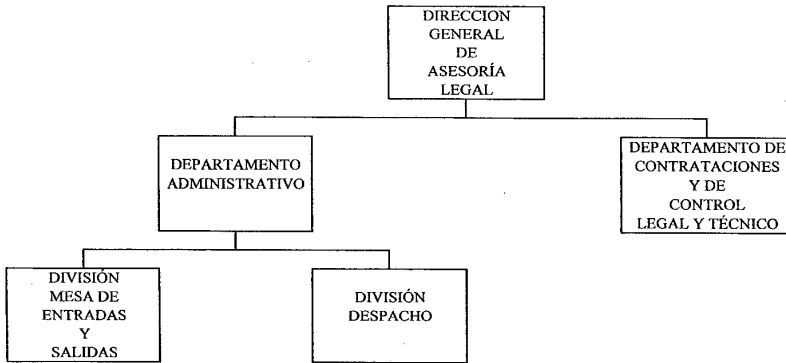 DIRECCION
GENERAL
DE
ASESORÍA
LEGAL
DEPARTAMENTO
ADMINISTRATIVO
DEPARTAMENTO DE
CONTRATACIONES
Y DE
CONTROL
LEGAL Y TÉCNICO
DIVISIÓN
MESA DE
ENTRADAS
Y
SALIDAS
DIVISIÓN
DESPACHO